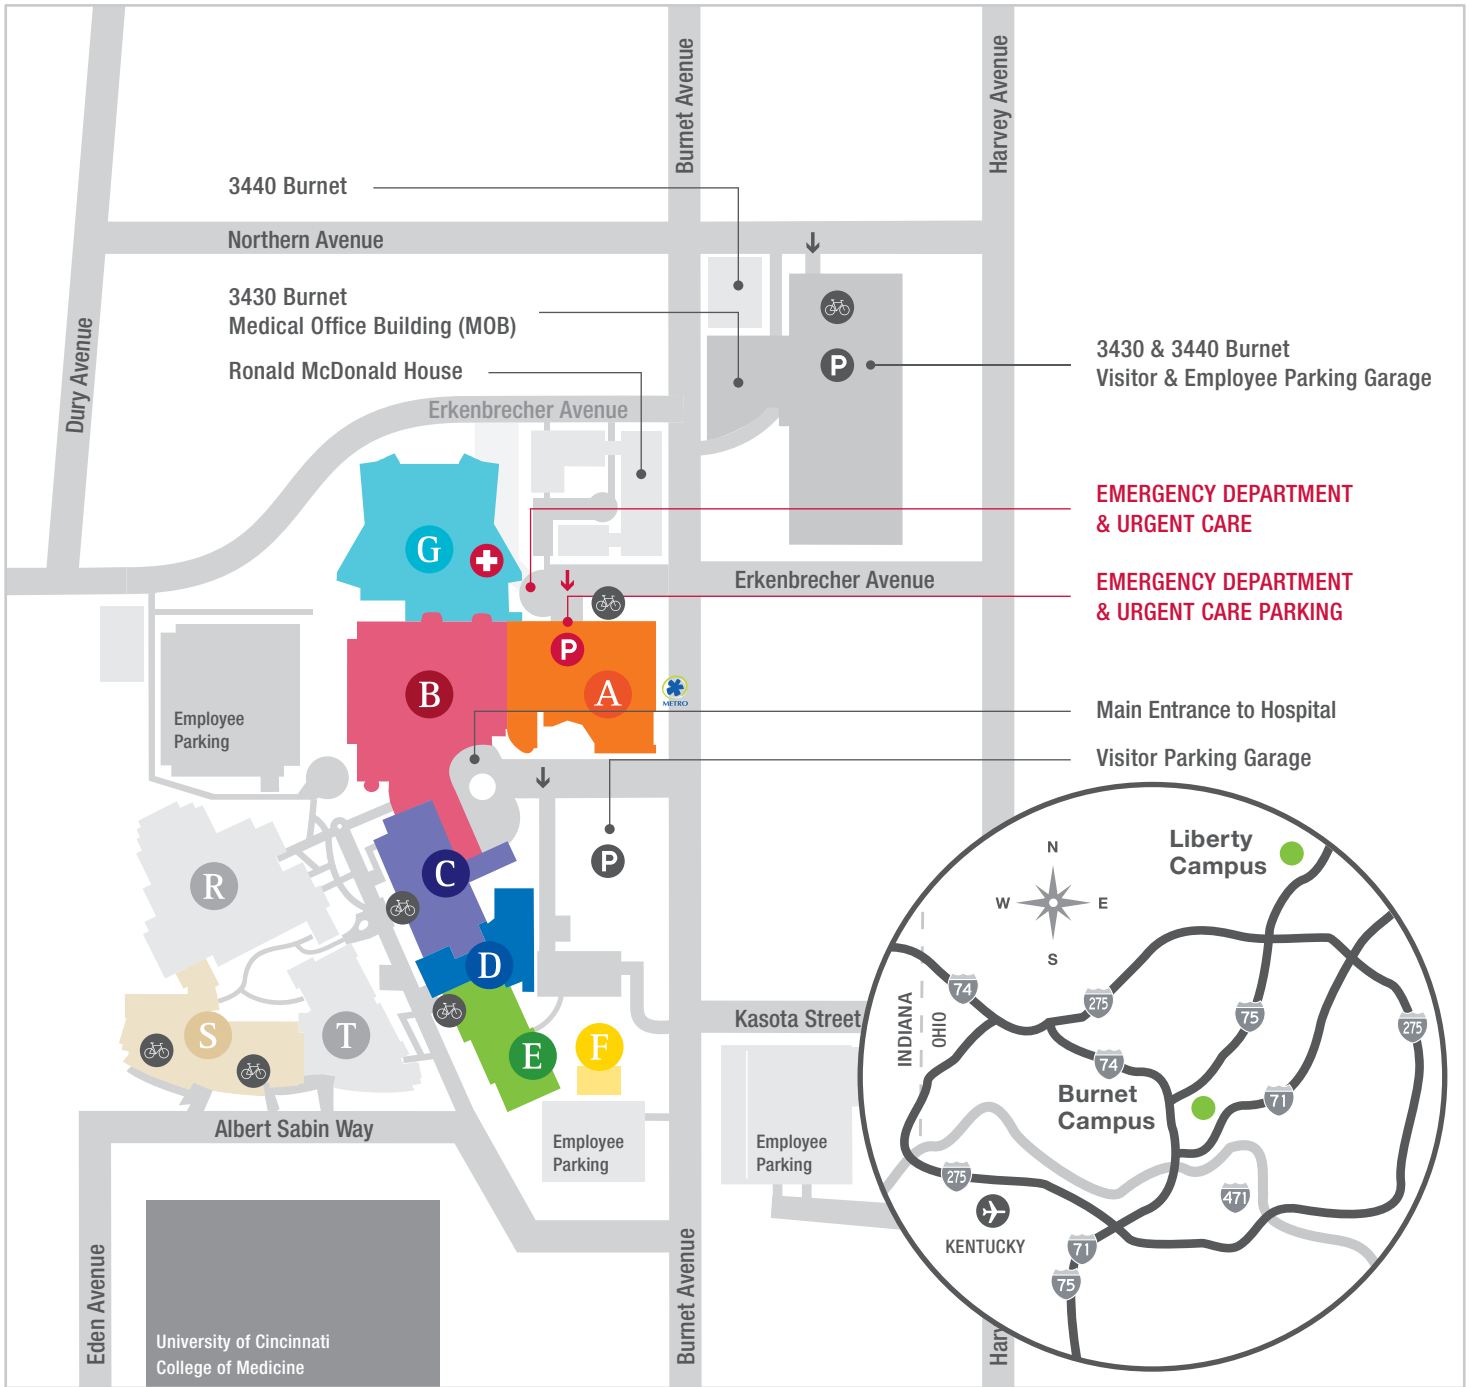 Burnet Avenue
Harvey Avenue
3440 Burnet
Northern Avenue
3430 Burnet
Medical Office Building (MOB)
Dury Avenue
3430 & 3440 Burnet
Visitor & Employee Parking Garage
P
Ronald McDonald House
Erkenbrecher Avenue
EMERGENCY DEPARTMENT
& URGENT CARE
G
Erkenbrecher Avenue
EMERGENCY DEPARTMENT
& URGENT CARE PARKING
P
B
A
METRO
Main Entrance to Hospital
Employee
Parking
Visitor Parking Garage
P
C
R
D
S
T
E
F
Kasota Street
Albert Sabin Way
Employee
Parking
Employee
Parking
Eden Avenue
University of Cincinnati
College of Medicine
Burnet Avenue
Har
Liberty
Campus
N
W
E
S
74
275
75
275
INDIANA
OHIO
74
71
Burnet
Campus
275
471
KENTUCKY
71
75